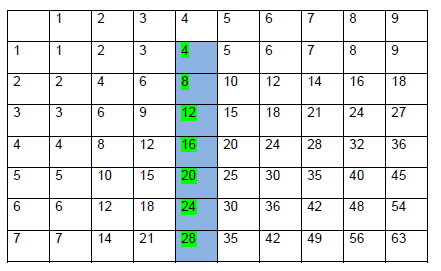 1 2 3 4 5 6 7 8 9
1 1 2 3 4 5 6 7 8 9
2 2 4 6 8 10 12 14 16 18
3 3 6 9 12 15 18 21 24 27
4 4 8 12 16 20 24 28 32 36
5 5 10 15 20 25 30 35 40 45
6 6 12 18 24 30 36 42 48 54
7 7 14 21 28 35 42 49 56 63